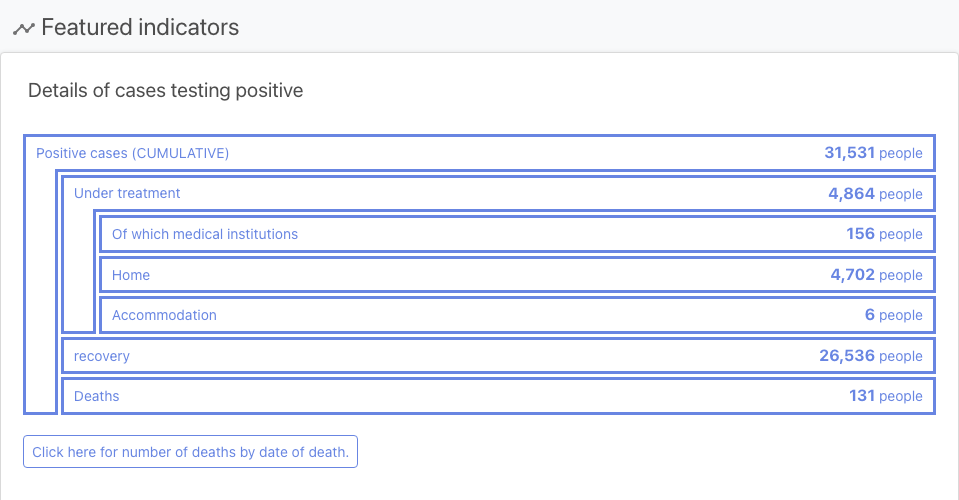 Featured indicators
Details of cases testing positive
Positive cases (CUMULATIVE) 31,531 people
Under treatment 4,864 people
Of which medical institutions 156 people
Home 4,702 people
Accommodation 6 people
recovery 26,536 people
Deaths 131 people
Click here for number of deaths by date of death.